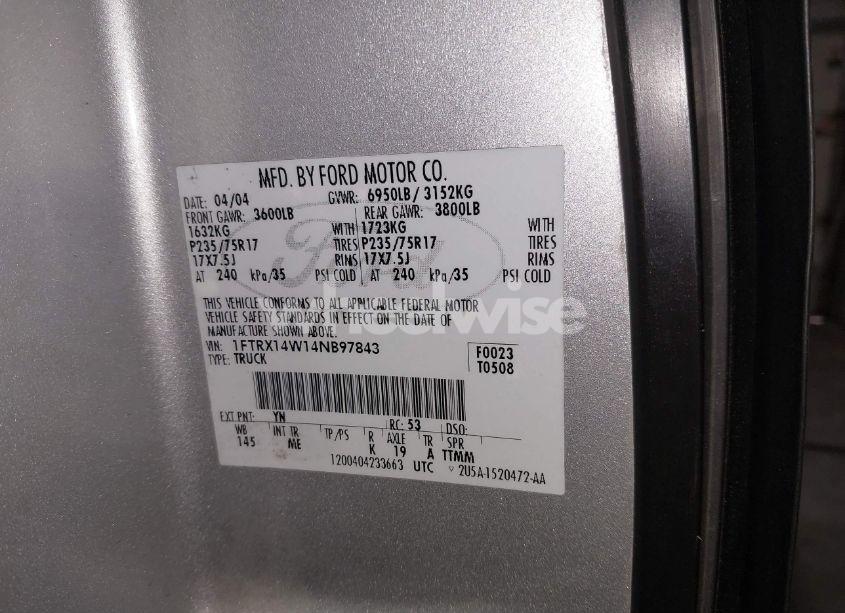 MFD. BY FORD MOTOR CO.
DATE: 04/04 GVWR: 6950LB/ 3152KG
FRONT GAWR: 3600LB REAR GAWR: 3800LB
1632KG WITH 1723KG WITH
P235/75R17 TIRES P235/75R17 TIRES
17X7.5J RIMS 17X7.5J RIMS
AT 240 kPa/35 PSI COLD AT 240 kPa/35 PSI COLD
Ford
THIS VEHICLE CONFORMS TO ALL APPLICABLE FEDERAL MOTOR
VEHICLE SAFETY STANDARDS IN EFFECT ON THE DATE OF
MANUFACTURE SHOWN ABOVE.
VIN: 1FTRX14W14NB97843 F0023
TYPE: TRUCK T0508
EXT PNT: YN RC: 53 DSO:
WB INT TR TP/PS R AXLE TR SPR
145 ME K 19 A TTMM
1200404233663 UTC 2U5A-1520472-AA